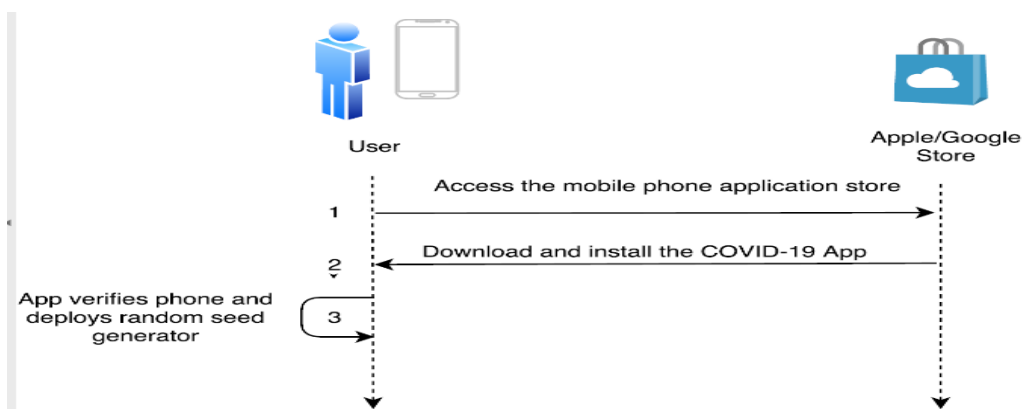 User
Apple/Google
Store
Access the mobile phone application store
1
Download and install the COVID-19 App
2
App verifies phone and
deploys random seed
generator
3